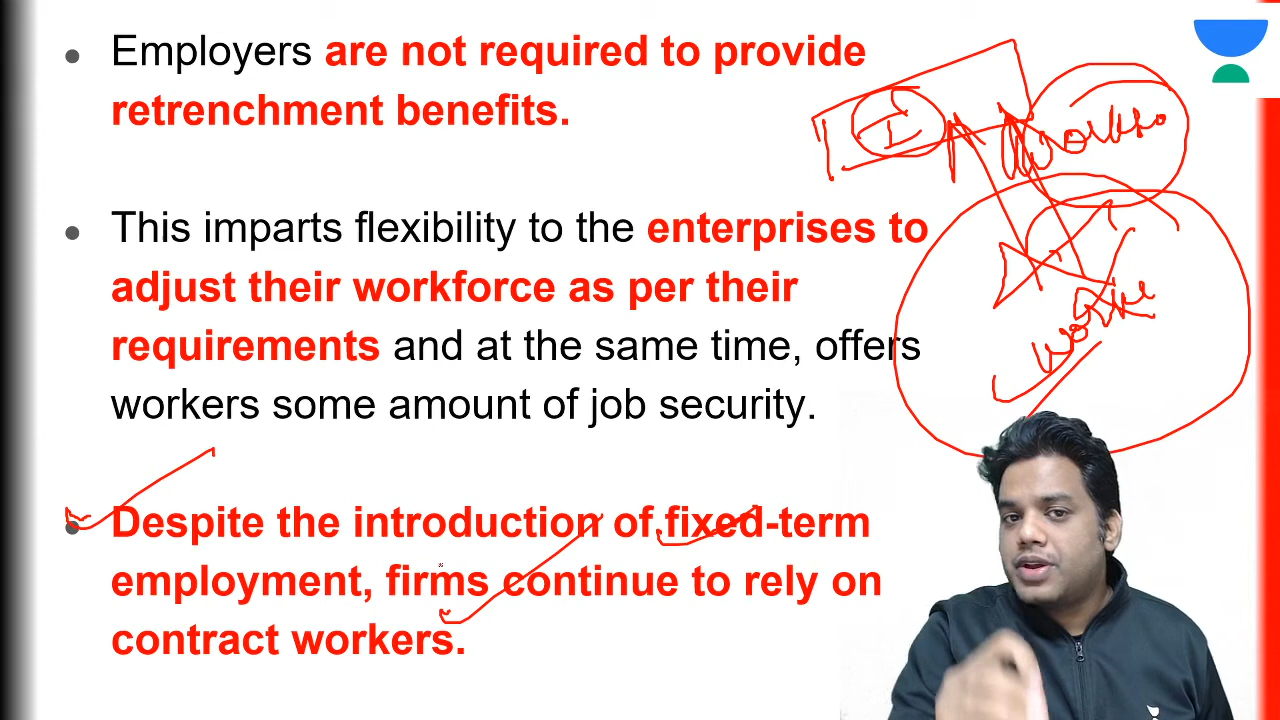 Employers are not required to provide
retrenchment benefits.
This imparts flexibility to the enterprises to
adjust their workforce as per their
requirements and at the same time, offers
workers some amount of job security.
Despite the introduction of fixed-term
employment, firms continue to rely on
contract workers.